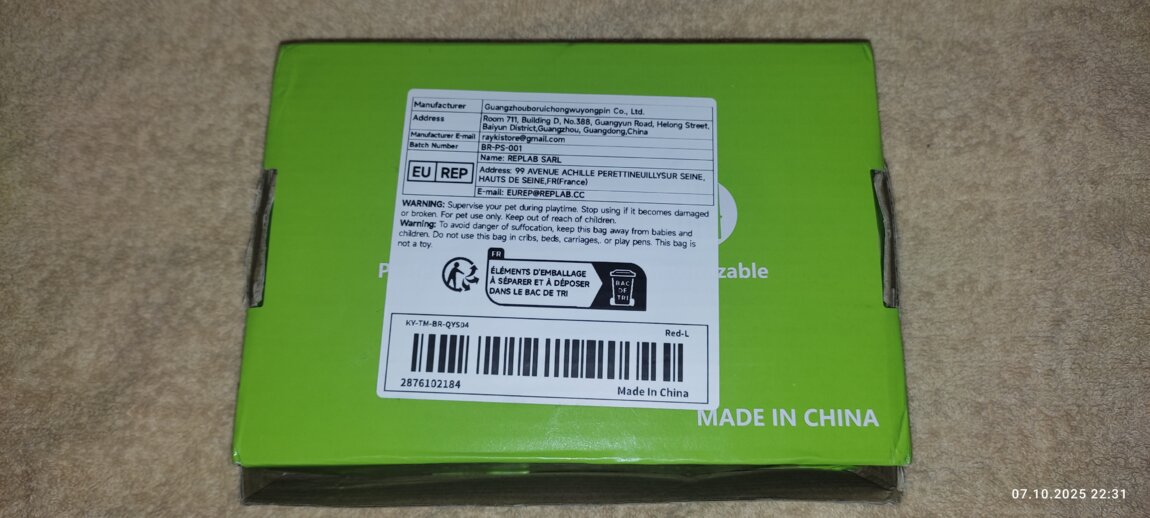 Manufacturer Guangzhouboruichongwuyongpin Co., Ltd.
Address Room 711, Building D, No.388, Guangyun Road, Helong Street,
Baiyun District,Guangzhou, Guangdong,China
Manufacturer E-mail raykistore@gmail.com
Batch Number BR-PS-001
EU REP
Name: REPLAB SARL
Address: 99 AVENUE ACHILLE PERETTINEUILLYSUR SEINE,
HAUTS DE SEINE,FR(France)
E-mail: EUREP@REPLAB.CC
WARNING: Supervise your pet during playtime. Stop using if it becomes damaged
or broken. For pet use only. Keep out of reach of children.
Warning: To avoid danger of suffocation, keep this bag away from babies and
children. Do not use this bag in cribs, beds, carriages,. or play pens. This bag is
not a toy.
FR
ÉLÉMENTS D'EMBALLAGE
À SÉPARER ET À DÉPOSER
DANS LE BAC DE TRI
BAC
DE
TRI
KY-TM-BR-QYS04
Red-L
2876102184
Made In China
MADE IN CHINA
07.10.2025 22:31